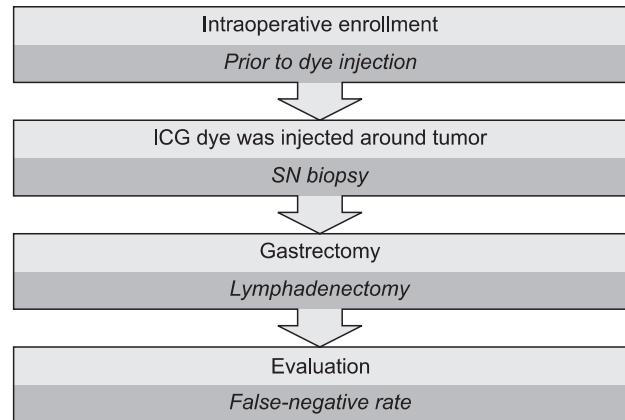 Intraoperative enrollment
Prior to dye injection
ICG dye was injected around tumor
SN biopsy
Gastrectomy
Lymphadenectomy
Evaluation
False-negative rate